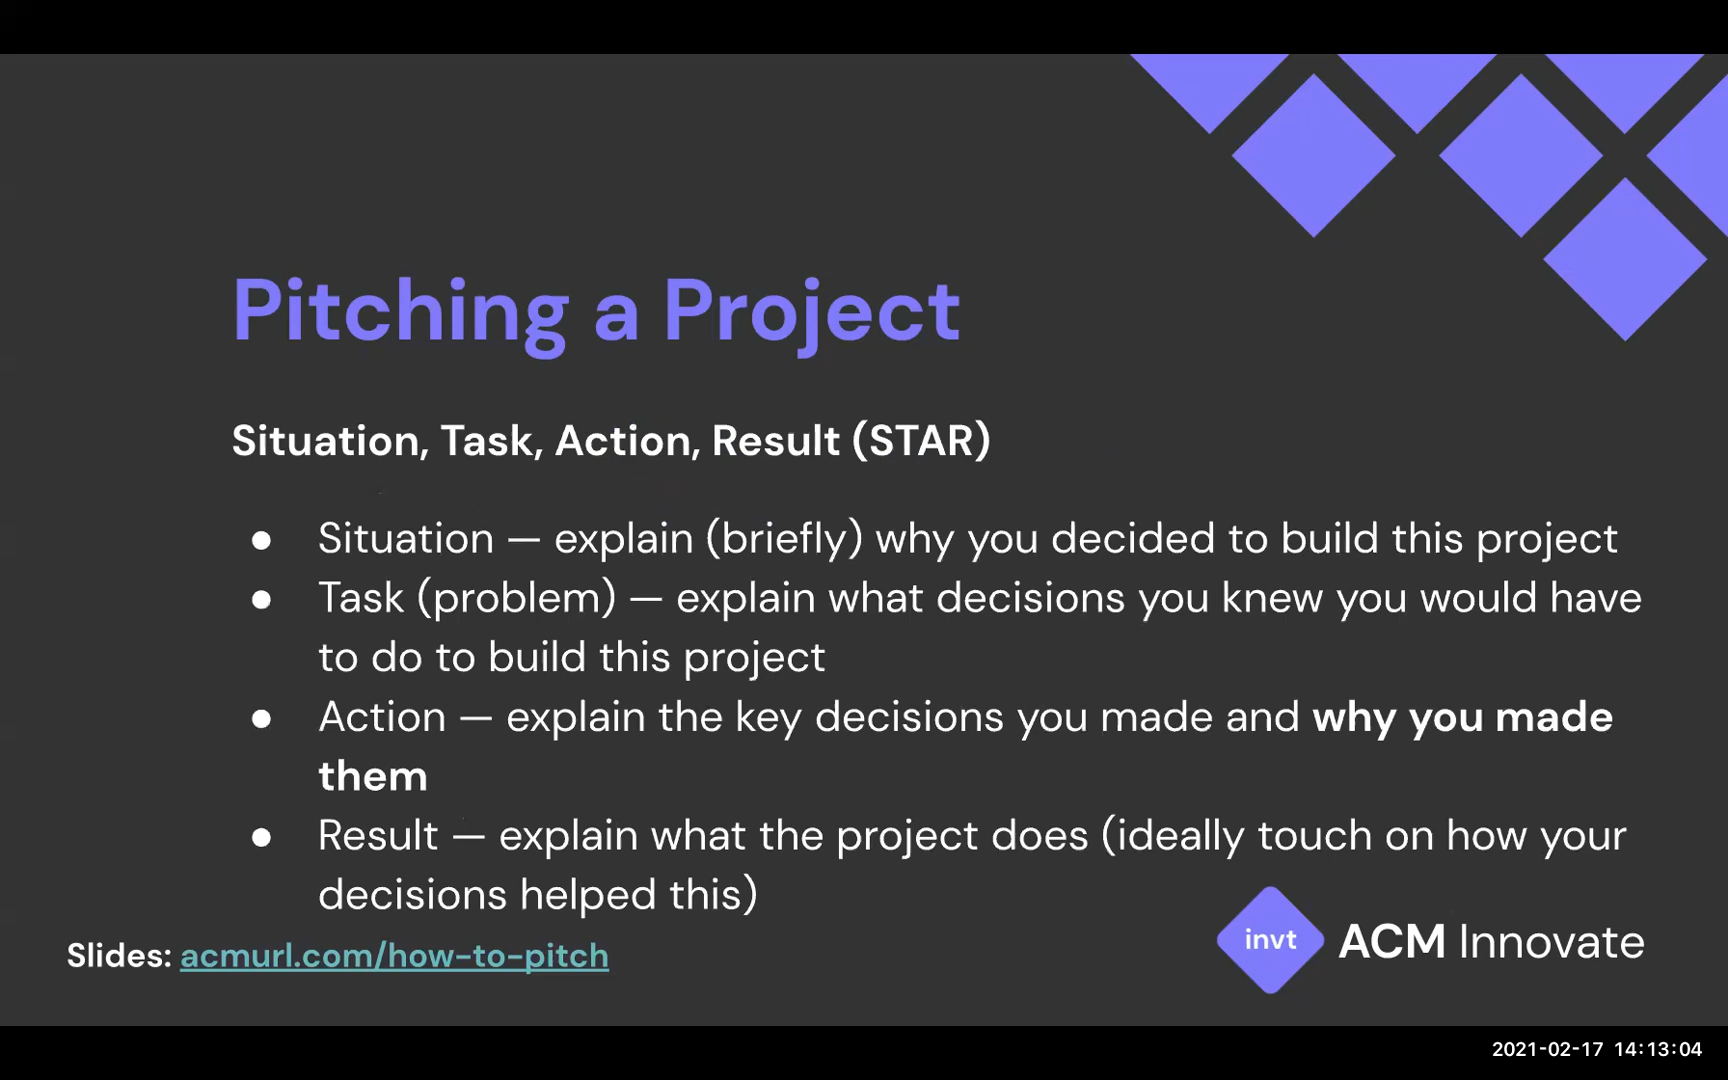 Pitching a Project
Situation, Task, Action, Result (STAR)
● Situation — explain (briefly) why you decided to build this project
● Task (problem) — explain what decisions you knew you would have
to do to build this project
● Action — explain the key decisions you made and why you made
them
● Result — explain what the project does (ideally touch on how your
decisions helped this)
Slides: acmurl.com/how-to-pitch
invt ACM Innovate
2021-02-17 14:13:04